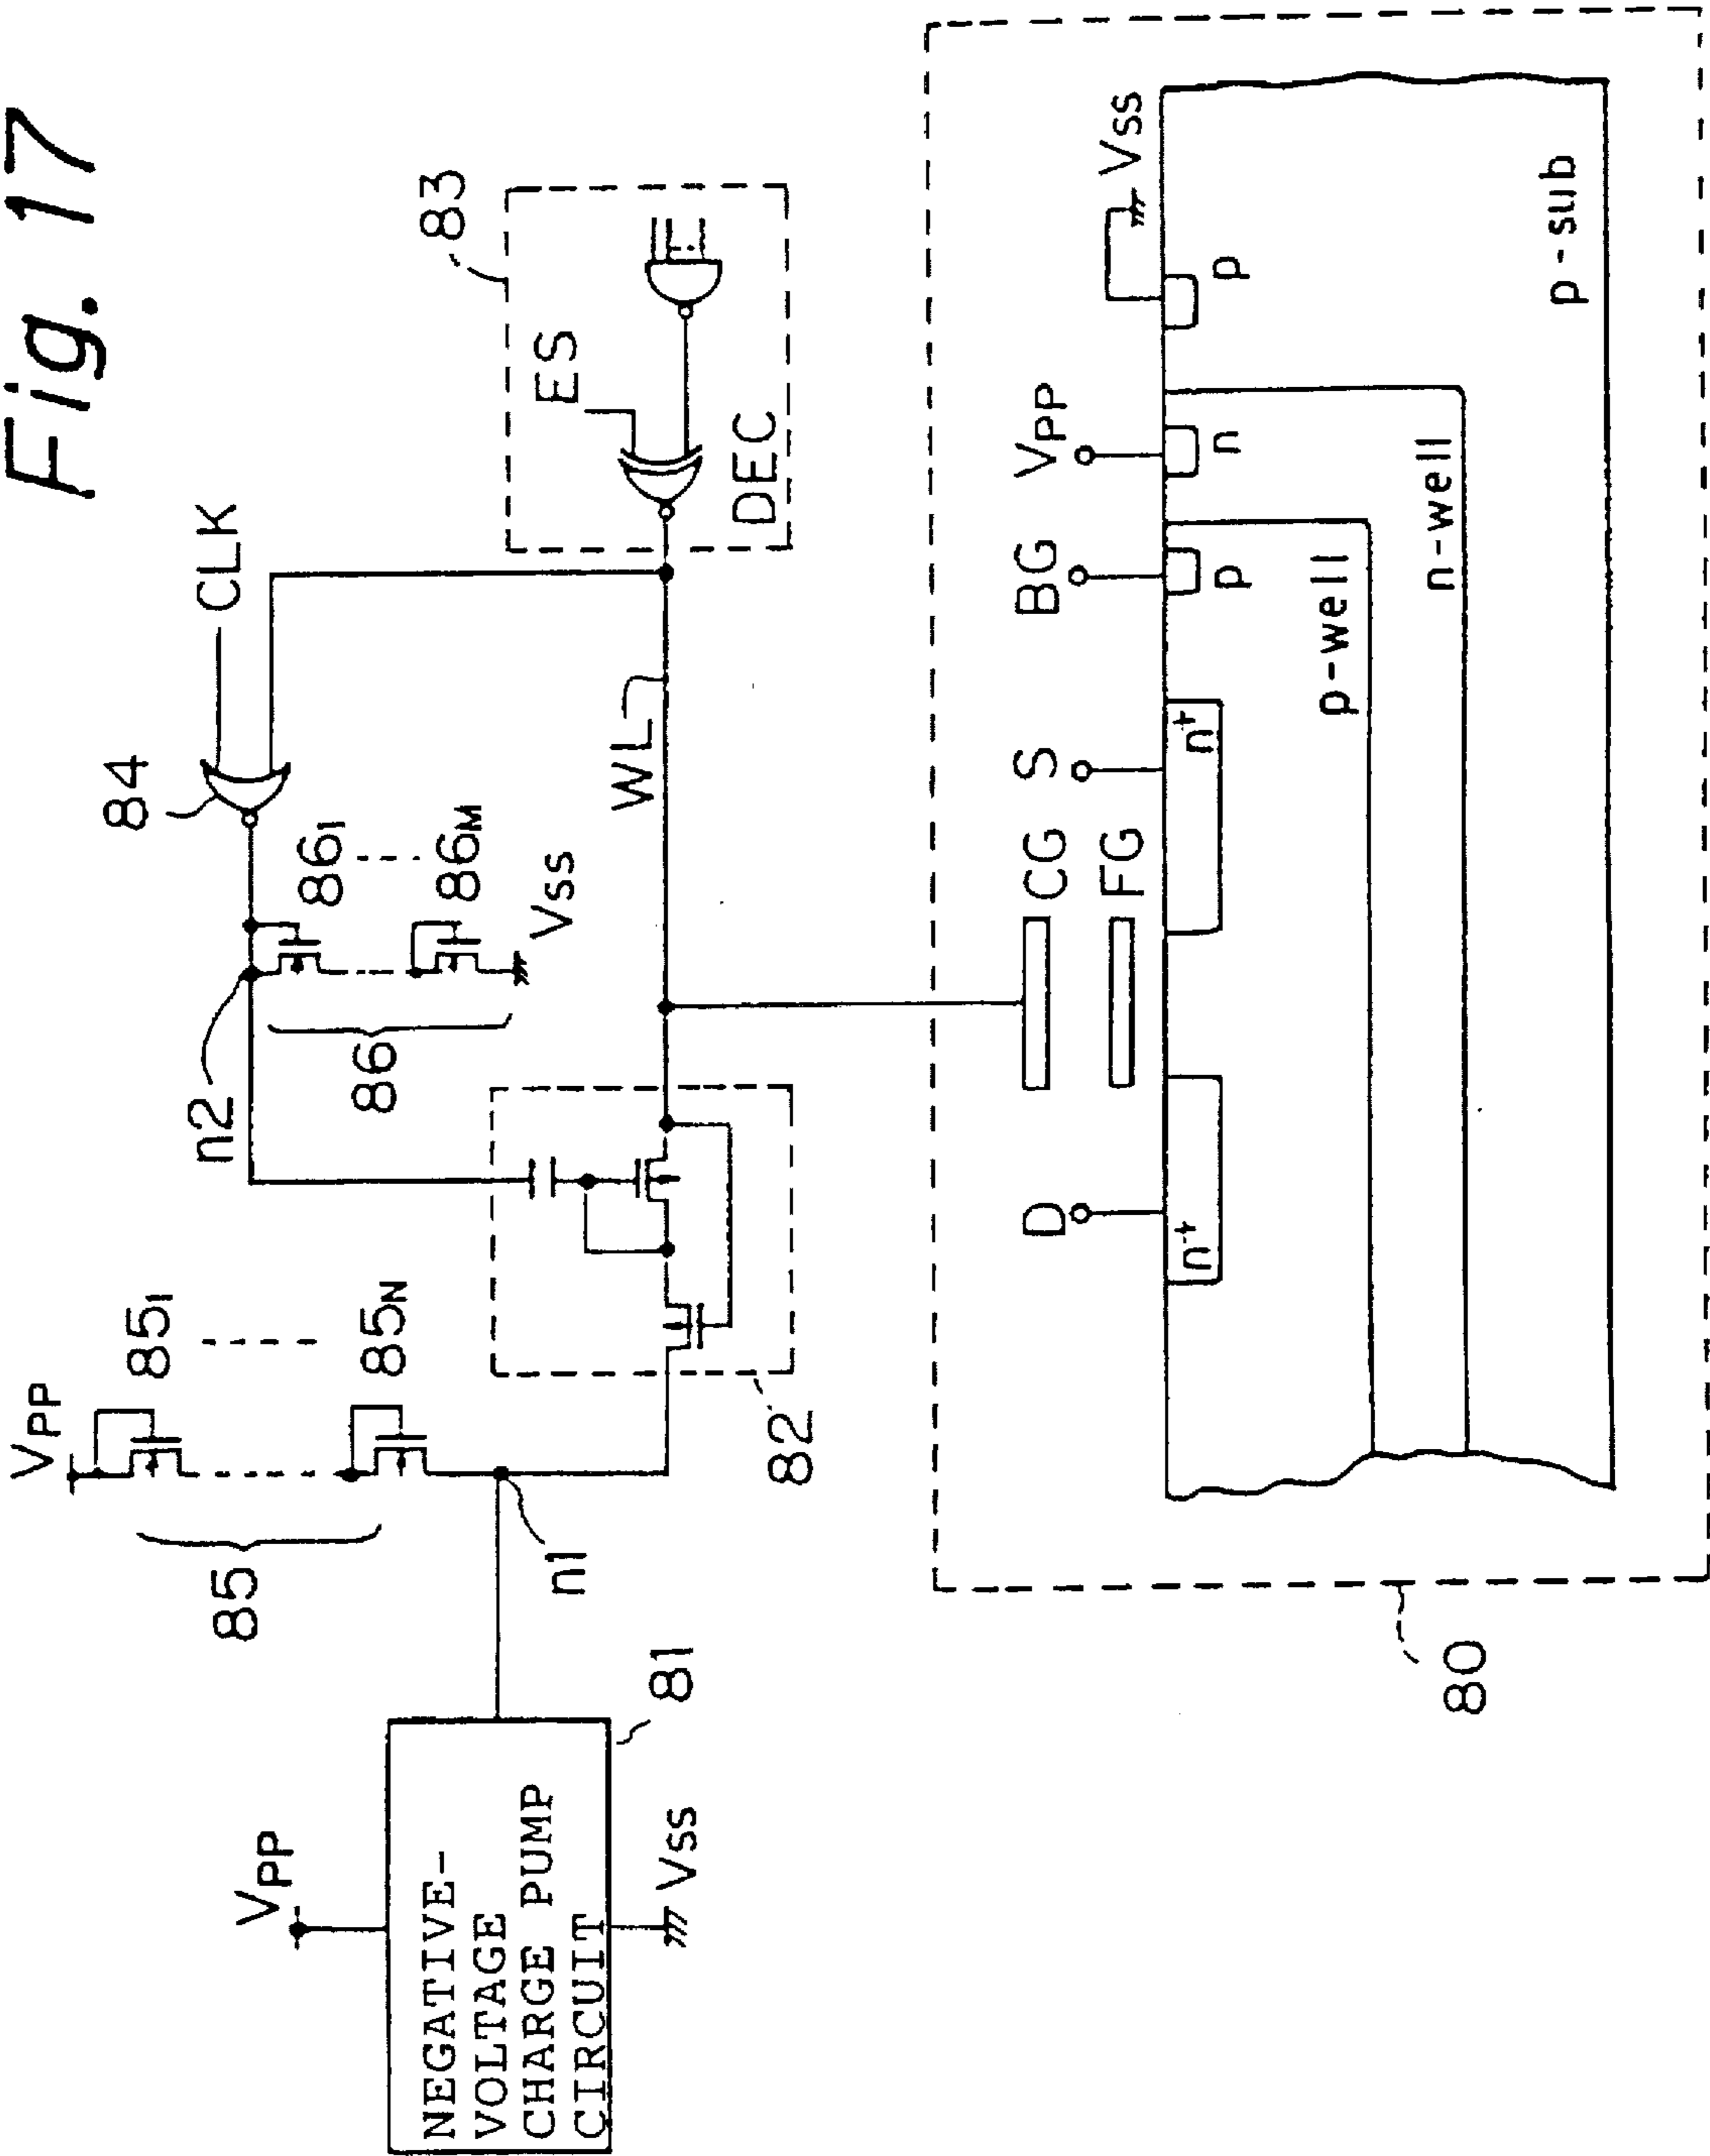 Fig. 17
VPP
NEGATIVE-
VOLTAGE
CHARGE PUMP
CIRCUIT
VSS
81
VPP
85
851
85N
n1
82
n2
86
861
86M
VSS
84
CLK
WL
83
ES
DEC
80
D
CG
FG
S
BG
VPP
VSS
n+
n+
p
n
p
p-well
n-well
p-sub